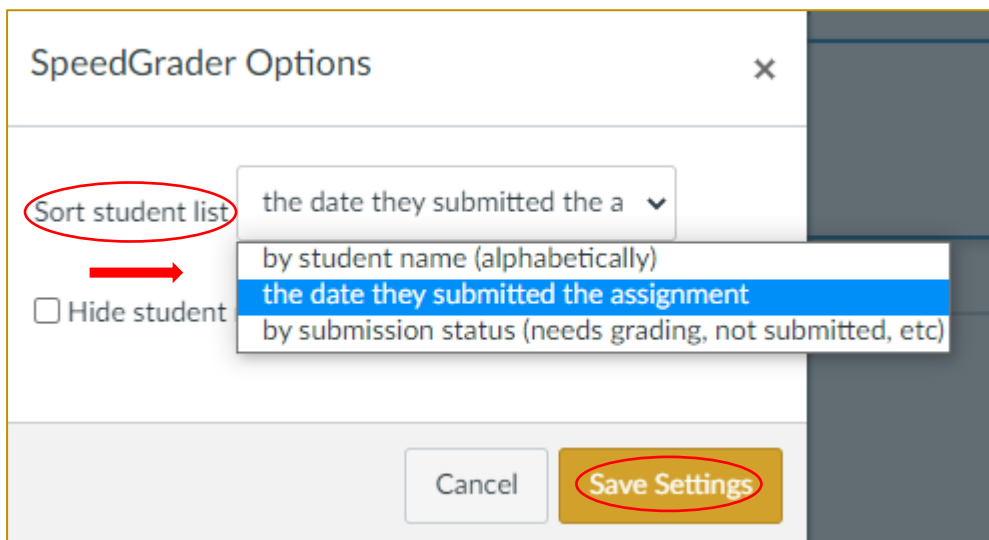 SpeedGrader Options ×
Sort student list the date they submitted the a
by student name (alphabetically)
the date they submitted the assignment
Hide student
by submission status (needs grading, not submitted, etc)
Cancel Save Settings